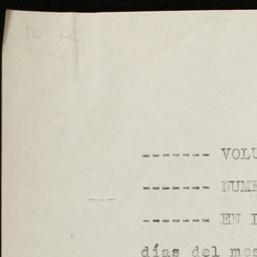 ------- VOLU
------- NUME
------- EN L
días del mes